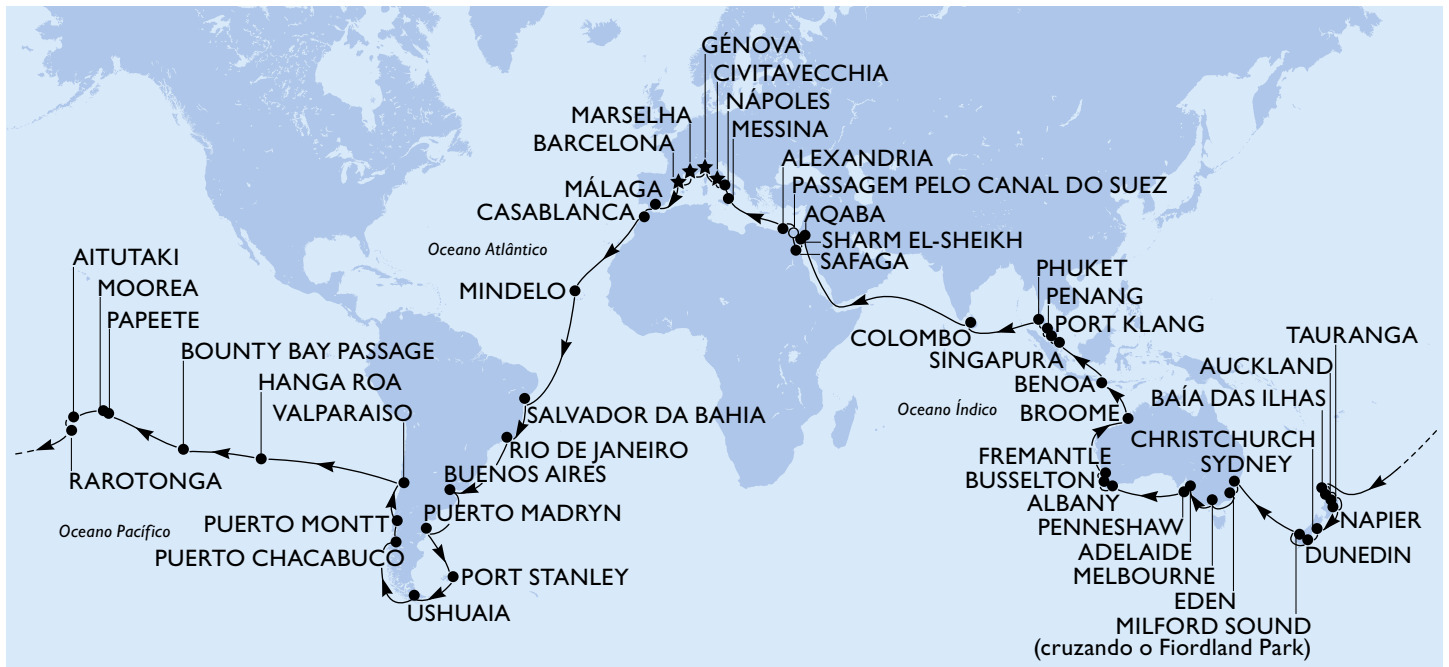 GÉNOVA
CIVITAVECCHIA
NÁPOLES
MARSELHA
MESSINA
BARCELONA
ALEXANDRIA
MÁLAGA
PASSAGEM PELO CANAL DO SUEZ
CASABLANCA
AQABA
Oceano Atlântico
SHARM EL-SHEIKH
SAFAGA
AITUTAKI
MOOREA
PAPEETE
MINDELO
PHUKET
PENANG
PORT KLANG
COLOMBO
TAURANGA
BOUNTY BAY PASSAGE
SINGAPURA
AUCKLAND
HANGA ROA
BENOA
BAÍA DAS ILHAS
VALPARAISO
SALVADOR DA BAHIA
Oceano Índico
BROOME
RIO DE JANEIRO
CHRISTCHURCH
FREMANTLE
SYDNEY
BUENOS AIRES
RAROTONGA
BUSSELTON
ALBANY
PUERTO MADRYN
Oceano Pacífico
PUERTO MONTT
PENNESHAW
NAPIER
PUERTO CHACABUCO
ADELAIDE
DUNEDIN
PORT STANLEY
MELBOURNE
USHUAIA
EDEN
MILFORD SOUND
(cruzando o Fiordland Park)